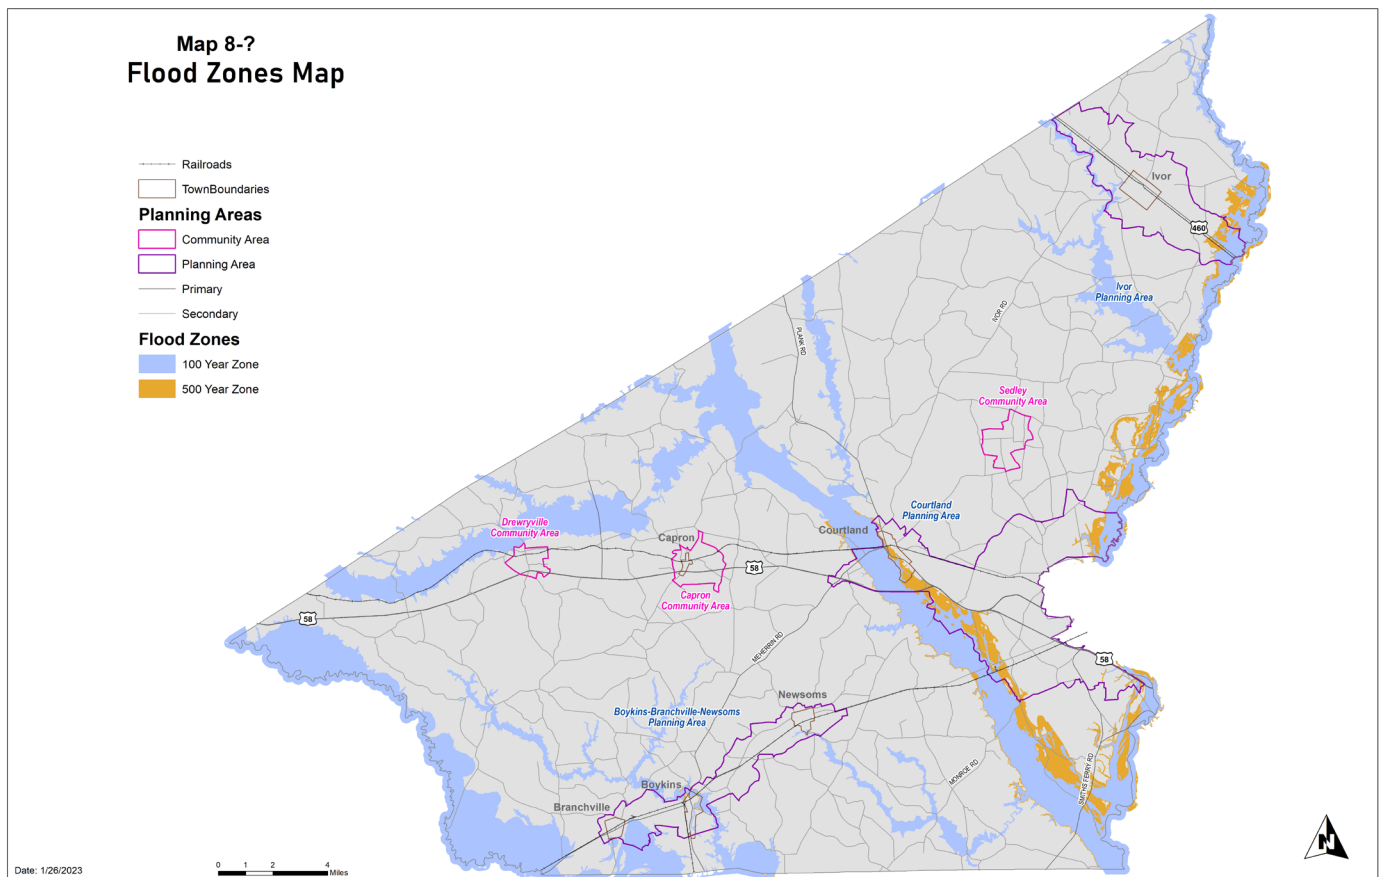 Map 8-?
Flood Zones Map
Railroads
TownBoundaries
Planning Areas
Community Area
Planning Area
Primary
Secondary
Flood Zones
100 Year Zone
500 Year Zone
Ivor
460
Ivor
Planning Area
IVOR RD
PLANK RD
Sedley
Community Area
Courtland
Planning Area
Courtland
Drewryville
Community Area
Capron
58
Capron
Community Area
58
MEHERRIN RD
58
Newsoms
Boykins-Branchville-Newsoms
Planning Area
MONROE RD
SMITHS FERRY RD
Boykins
Branchville
Date: 1/26/2023
0 1 2 4
Miles
N